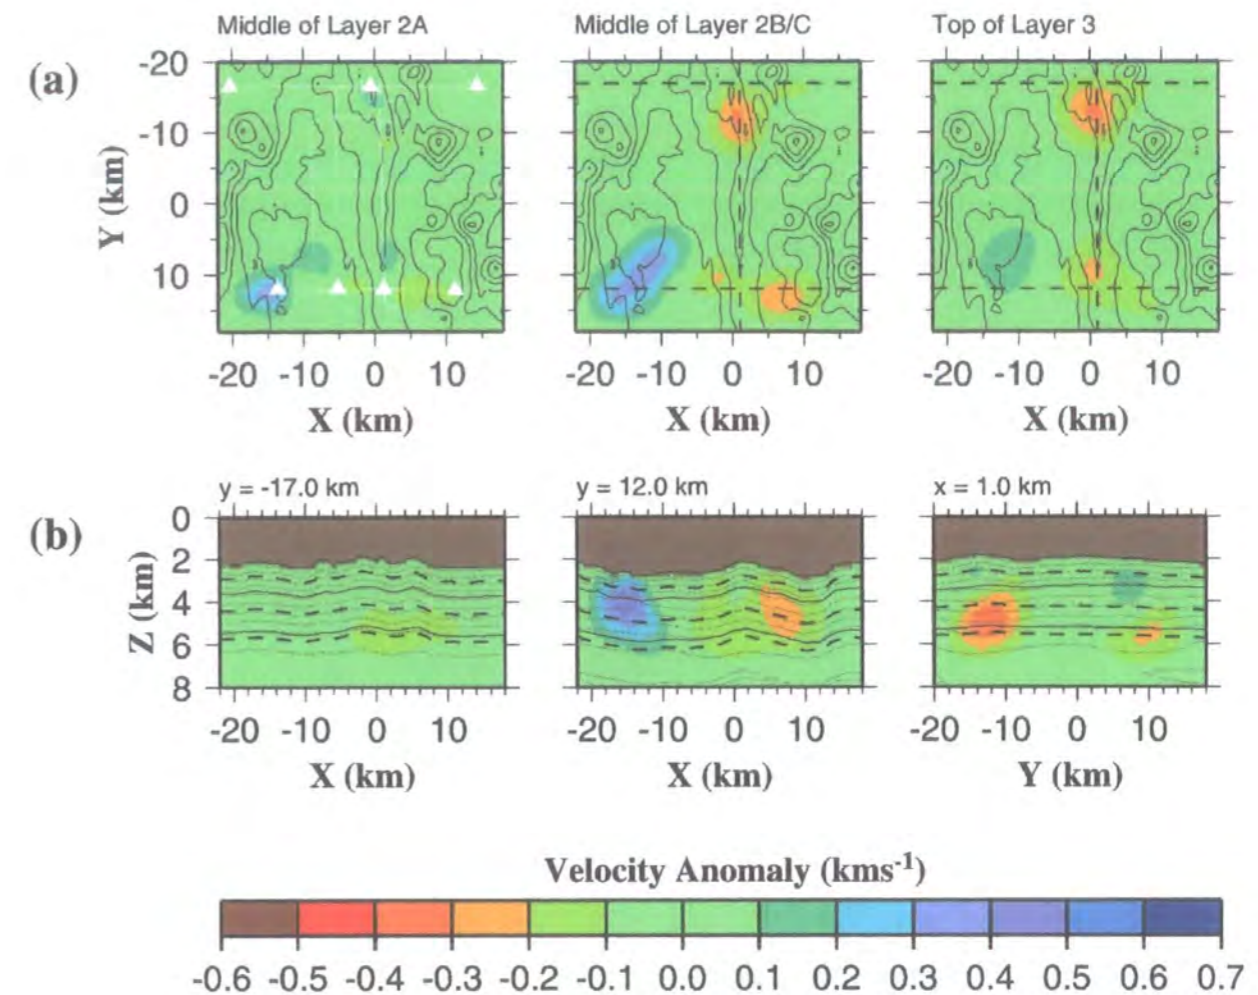 Middle of Layer 2A
Middle of Layer 2B/C
Top of Layer 3
(a)
-20
-10
0
10
Y (km)
-20 -10 0 10
-20 -10 0 10
-20 -10 0 10
X (km)
X (km)
X (km)
y = -17.0 km
y = 12.0 km
x = 1.0 km
(b)
0
2
4
6
8
Z (km)
-20 -10 0 10
-20 -10 0 10
-20 -10 0 10
X (km)
X (km)
Y (km)
Velocity Anomaly (kms⁻¹)
-0.6 -0.5 -0.4 -0.3 -0.2 -0.1 0.0 0.1 0.2 0.3 0.4 0.5 0.6 0.7